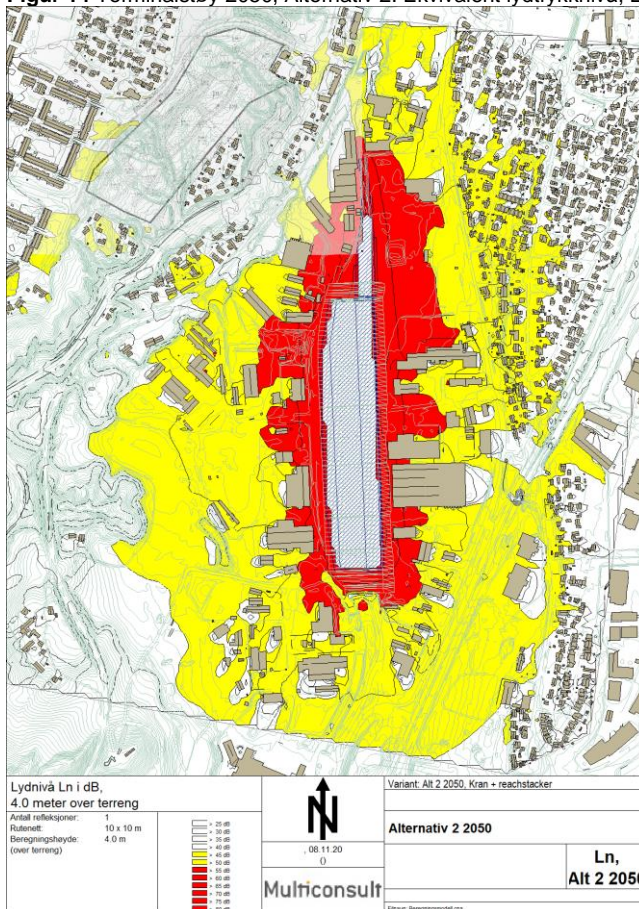 Figur 44 Terminalstøy 2050, Alternativ 2. Ekvivalent lydtrykknivå, L
Lydnivå Ln i dB,
4.0 meter over terreng
Antall refleksjoner: 1
Rutenett: 10 x 10 m
Beregningshøyde: 4.0 m
(over terreng)
> 25 dB
> 30 dB
> 35 dB
> 40 dB
> 45 dB
> 50 dB
> 55 dB
> 60 dB
> 65 dB
> 70 dB
> 75 dB
N
, 08.11.20
()
Multiconsult
Variant: Alt 2 2050, Kran + reachstacker
Alternativ 2 2050
Ln,
Alt 2 2050